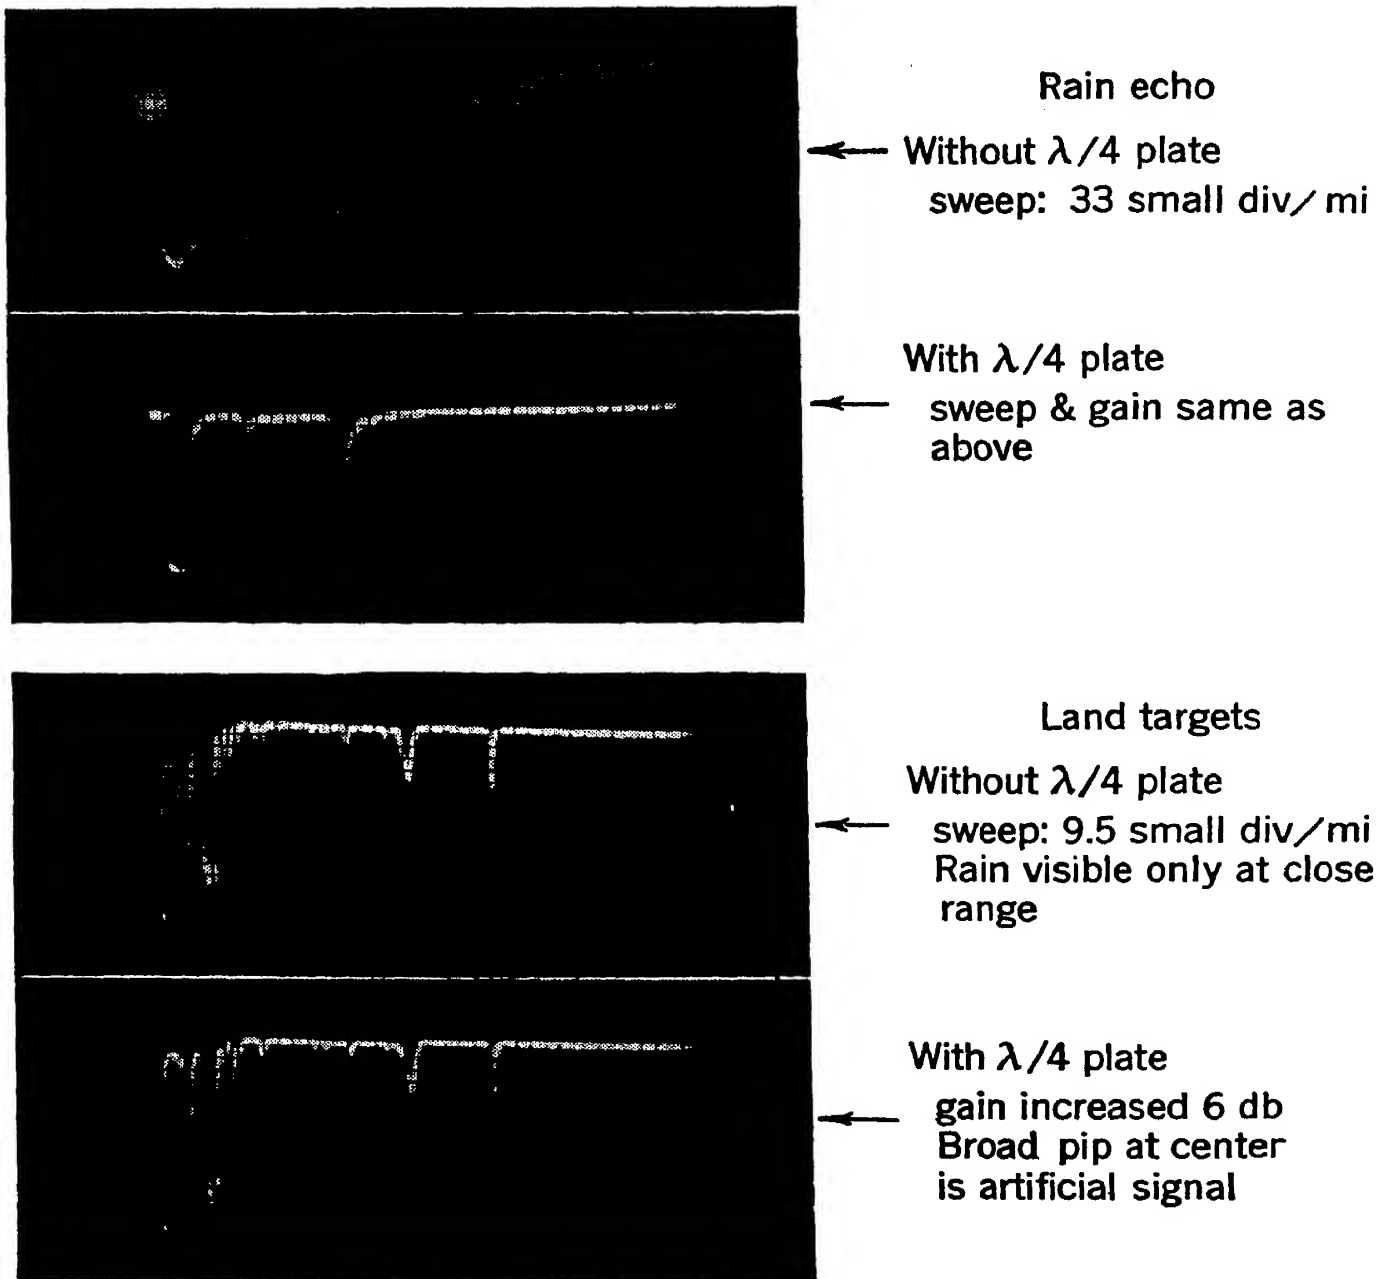 Rain echo
Without λ/4 plate
sweep: 33 small div/mi
With λ/4 plate
sweep & gain same as
above
Land targets
Without λ/4 plate
sweep: 9.5 small div/mi
Rain visible only at close
range
With λ/4 plate
gain increased 6 db
Broad pip at center
is artificial signal